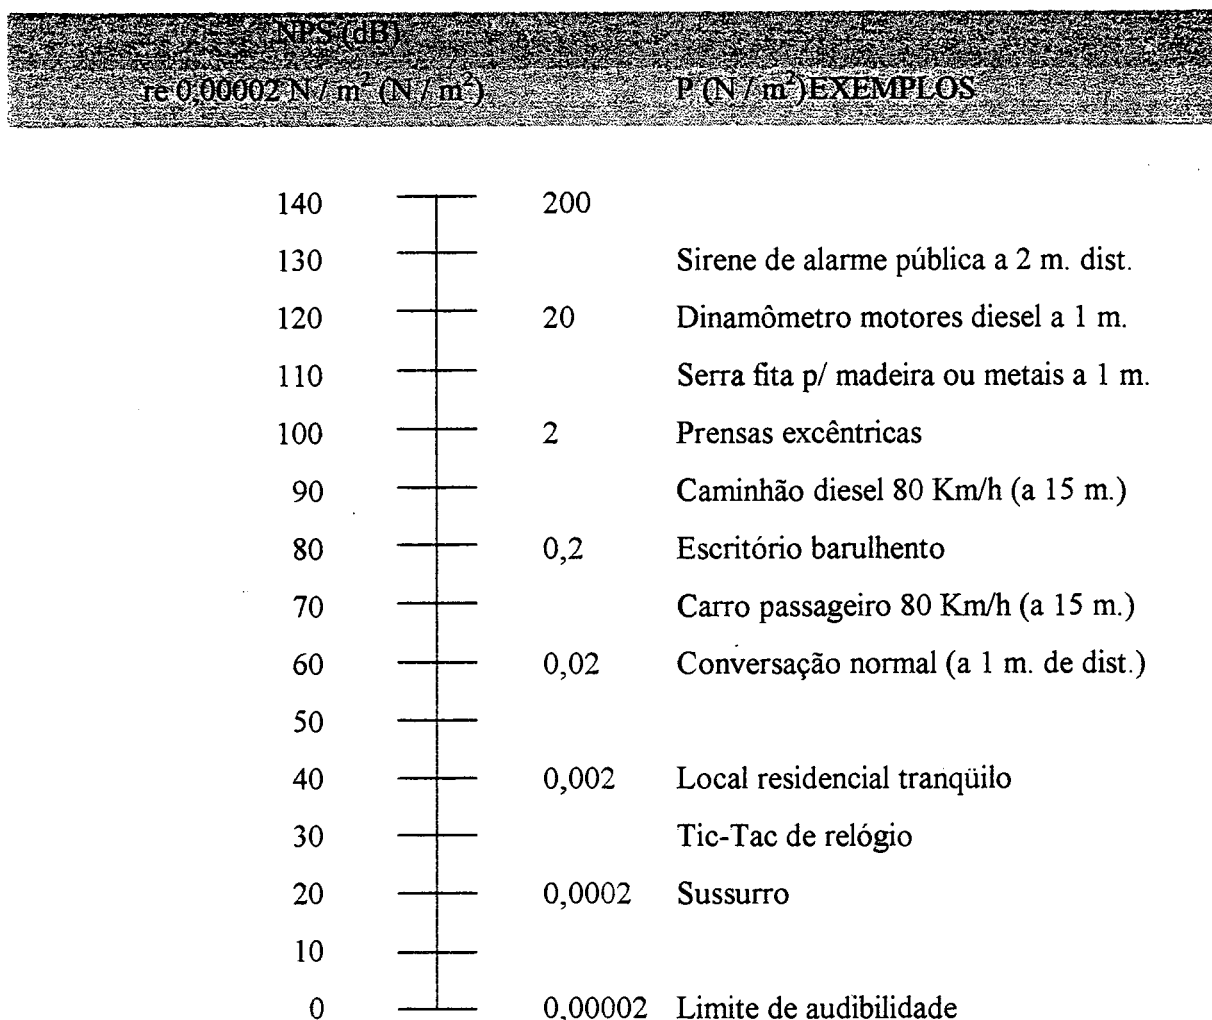 NPS (dB)
re 0,00002 N / m² (N / m²) P (N / m²)EXEMPLOS
140 200
130 Sirene de alarme pública a 2 m. dist.
120 20 Dinamômetro motores diesel a 1 m.
110 Serra fita p/ madeira ou metais a 1 m.
100 2 Prensas excêntricas
90 Caminhão diesel 80 Km/h (a 15 m.)
80 0,2 Escritório barulhento
70 Carro passageiro 80 Km/h (a 15 m.)
60 0,02 Conversação normal (a 1 m. de dist.)
50
40 0,002 Local residencial tranqüilo
30 Tic-Tac de relógio
20 0,0002 Sussurro
10
0 0,00002 Limite de audibilidade